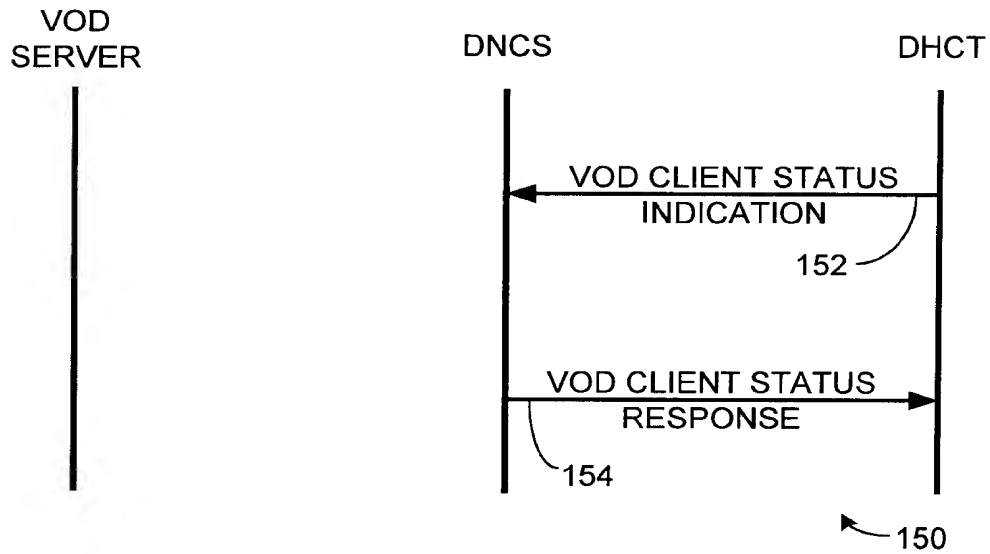 VOD
SERVER
DNCS
DHCT
VOD CLIENT STATUS
INDICATION
152
VOD CLIENT STATUS
RESPONSE
154
150